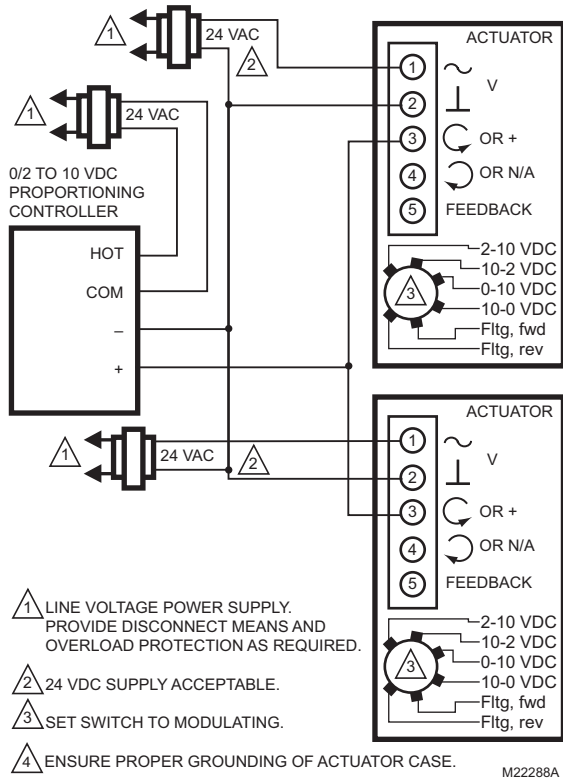 1
24 VAC
2
1
24 VAC
0/2 TO 10 VDC
PROPORTIONING
CONTROLLER
HOT
COM
–
+
ACTUATOR
1
V
2
3 OR +
4 OR N/A
5 FEEDBACK
3
2-10 VDC
10-2 VDC
0-10 VDC
10-0 VDC
Fltg, fwd
Fltg, rev
1
24 VAC
2
ACTUATOR
1
V
2
3 OR +
4 OR N/A
5 FEEDBACK
3
2-10 VDC
10-2 VDC
0-10 VDC
10-0 VDC
Fltg, fwd
Fltg, rev
1 LINE VOLTAGE POWER SUPPLY.
PROVIDE DISCONNECT MEANS AND
OVERLOAD PROTECTION AS REQUIRED.
2 24 VDC SUPPLY ACCEPTABLE.
3 SET SWITCH TO MODULATING.
4 ENSURE PROPER GROUNDING OF ACTUATOR CASE.
M22288A